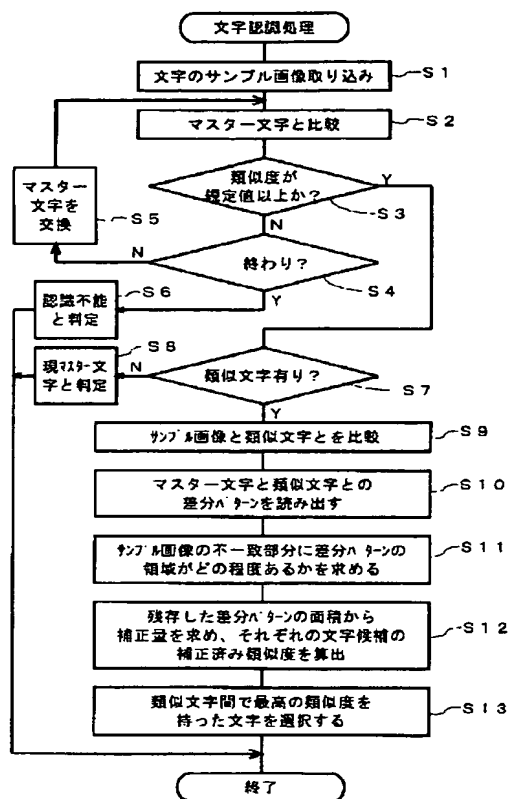 文字認識処理
文字のサンプル画像取り込み
S1
マスター文字と比較
S2
類似度が
規定値以上か?
Y
S3
N
マスター
文字を
交換
S5
終わり?
N
S4
Y
認識不能
と判定
S6
現マスター文
字と判定
S8
N
類似文字有り?
S7
Y
サンプル画像と類似文字とを比較
S9
マスター文字と類似文字との
差分パターンを読み出す
S10
サンプル画像の不一致部分に差分パターンの
領域がどの程度あるかを求める
S11
残存した差分パターンの面積から
補正量を求め、それぞれの文字候補の
補正済み類似度を算出
S12
類似文字間で最高の類似度を
持った文字を選択する
S13
終了